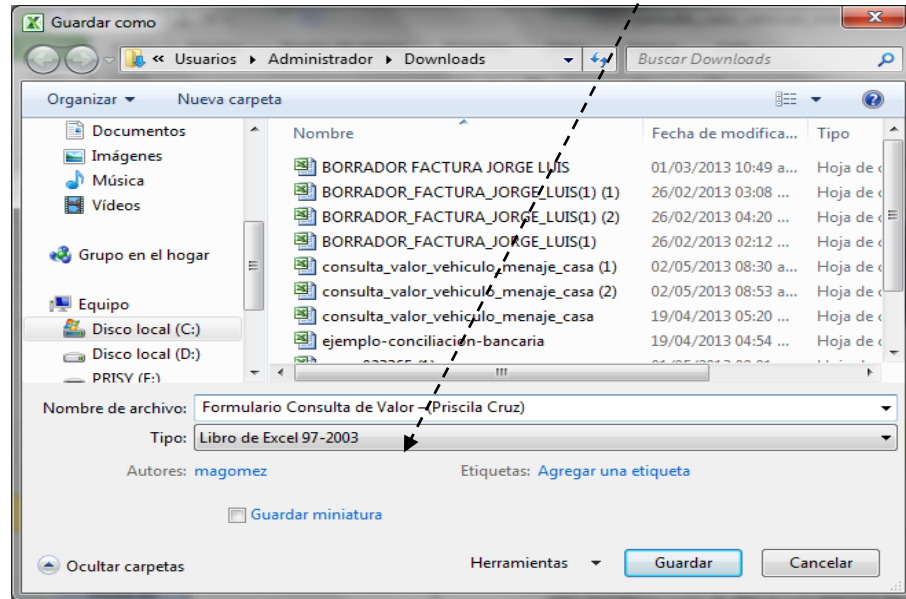 Guardar como
« Usuarios ▸ Administrador ▸ Downloads
Buscar Downloads
Organizar Nueva carpeta
Documentos
Imágenes
Música
Vídeos
Grupo en el hogar
Equipo
Disco local (C:)
Disco local (D:)
PRISY (F:)
Nombre Fecha de modifica... Tipo
BORRADOR FACTURA JORGE LUIS 01/03/2013 10:49 a... Hoja de c
BORRADOR_FACTURA_JORGE_LUIS(1) (1) 26/02/2013 03:08 ... Hoja de c
BORRADOR_FACTURA_JORGE_LUIS(1) (2) 26/02/2013 04:20 ... Hoja de c
BORRADOR_FACTURA_JORGE_LUIS(1) 26/02/2013 02:12 ... Hoja de c
consulta_valor_vehiculo_menaje_casa (1) 02/05/2013 08:30 a... Hoja de c
consulta_valor_vehiculo_menaje_casa (2) 02/05/2013 08:53 a... Hoja de c
consulta_valor_vehiculo_menaje_casa 19/04/2013 05:20 ... Hoja de c
ejemplo-conciliación-bancaria 19/04/2013 04:54 ... Hoja de c
Nombre de archivo: Formulario Consulta de Valor –(Priscila Cruz)
Tipo: Libro de Excel 97-2003
Autores: magomez Etiquetas: Agregar una etiqueta
Guardar miniatura
Ocultar carpetas Herramientas Guardar Cancelar